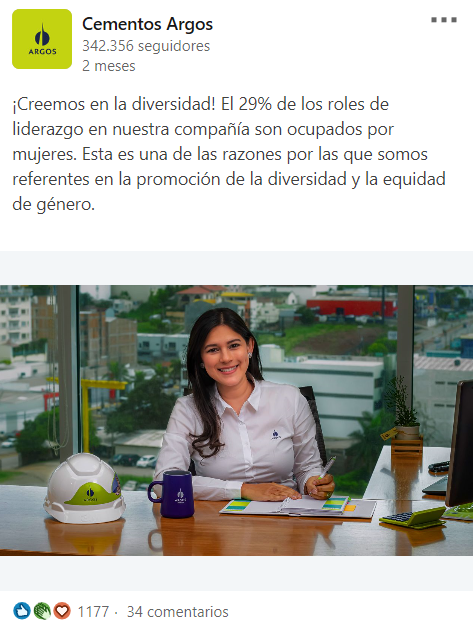 Cementos Argos
342.356 seguidores
2 meses
ARGOS
¡Creemos en la diversidad! El 29% de los roles de
liderazgo en nuestra compañía son ocupados por
mujeres. Esta es una de las razones por las que somos
referentes en la promoción de la diversidad y la equidad
de género.
ARGOS
1177 · 34 comentarios